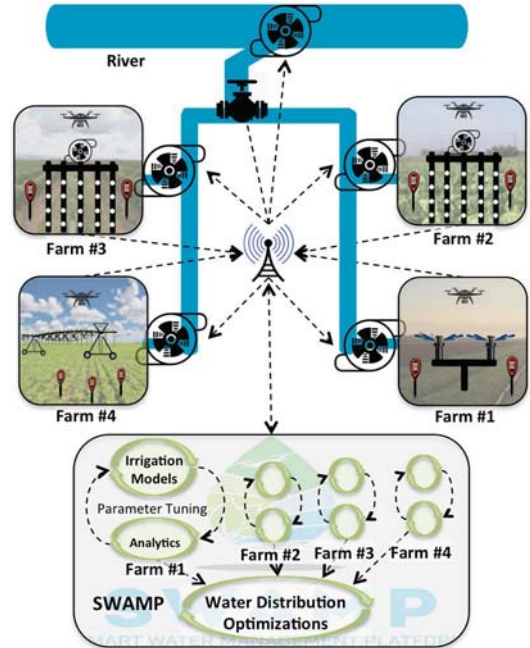 River
Farm #3
Farm #2
Farm #4
Farm #1
Irrigation
Models
Parameter Tuning
Analytics
Farm #1
Farm #2
Farm #3
Farm #4
SWAMP
Water Distribution
Optimizations
SWAMP
SMART WATER MANAGEMENT PLATFORM